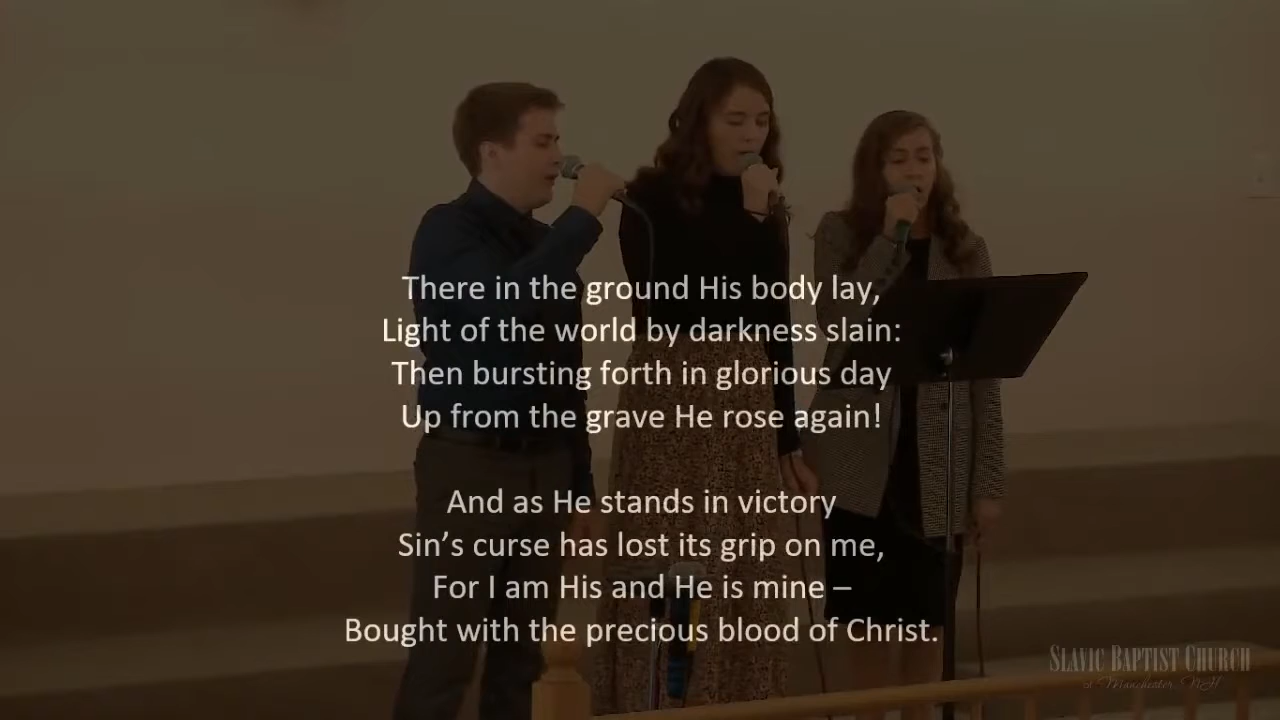 There in the ground His body lay,
Light of the world by darkness slain:
Then bursting forth in glorious day
Up from the grave He rose again!
And as He stands in victory
Sin’s curse has lost its grip on me,
For I am His and He is mine –
Bought with the precious blood of Christ.
SLAVIC BAPTIST CHURCH
of Manchester, NH